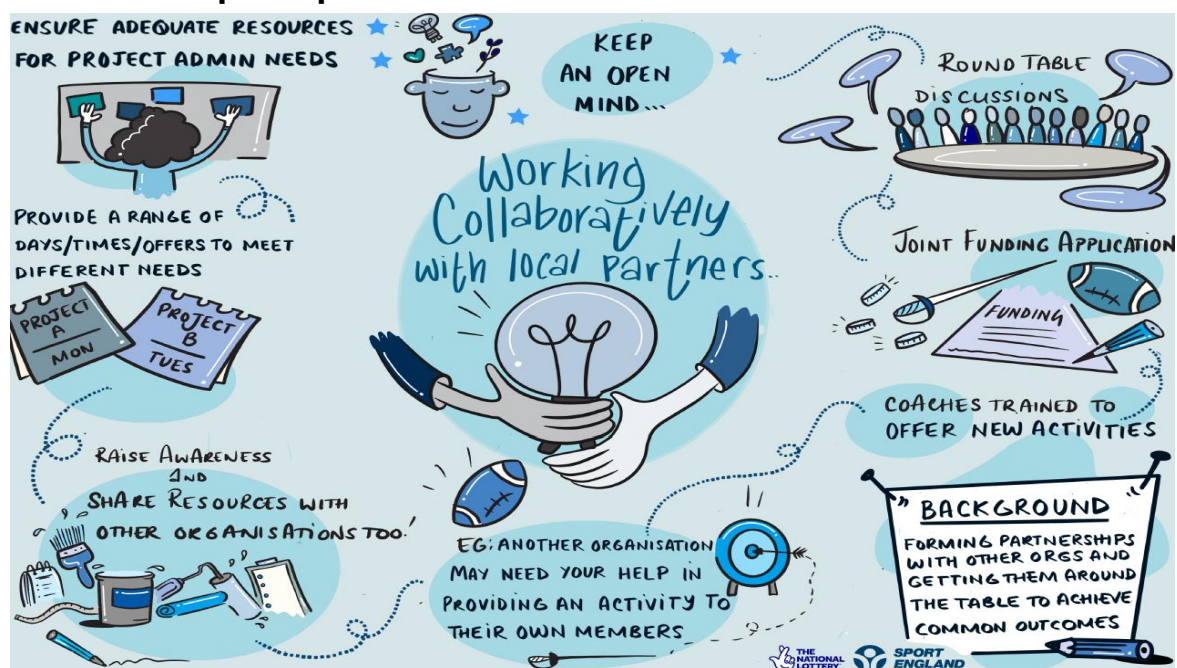 ENSURE ADEQUATE RESOURCES
FOR PROJECT ADMIN NEEDS
KEEP
AN OPEN
MIND...
ROUND TABLE
DISCUSSIONS
Working
Collaboratively
with local partners..
PROVIDE A RANGE OF
DAYS/TIMES/OFFERS TO MEET
DIFFERENT NEEDS
PROJECT
A
MON
PROJECT
B
TUES
JOINT FUNDING APPLICATION
FUNDING
COACHES TRAINED TO
OFFER NEW ACTIVITIES
RAISE AWARENESS
AND
SHARE RESOURCES WITH
OTHER ORGANISATIONS TOO!
EG: ANOTHER ORGANISATION
MAY NEED YOUR HELP IN
PROVIDING AN ACTIVITY TO
THEIR OWN MEMBERS
BACKGROUND
FORMING PARTNERSHIPS
WITH OTHER ORGS AND
GETTING THEM AROUND
THE TABLE TO ACHIEVE
COMMON OUTCOMES
THE
NATIONAL
LOTTERY
SPORT
ENGLAND